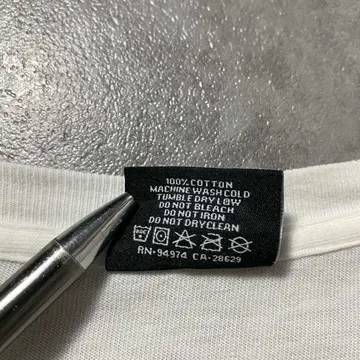 100% COTTON
MACHINE WASH COLD
TUMBLE DRY LOW
DO NOT BLEACH
DO NOT IRON
DO NOT DRYCLEAN
RN-94974 CA-28629